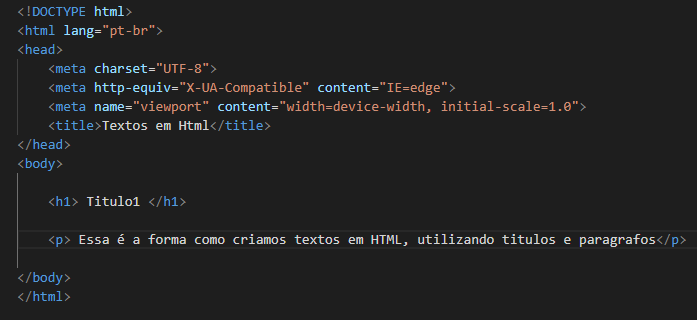 <!DOCTYPE html>
<html lang="pt-br">
<head>
    <meta charset="UTF-8">
    <meta http-equiv="X-UA-Compatible" content="IE=edge">
    <meta name="viewport" content="width=device-width, initial-scale=1.0">
    <title>Textos em Html</title>
</head>
<body>
    <h1> Titulo1 </h1>
    <p> Essa é a forma como criamos textos em HTML, utilizando titulos e paragrafos</p>
</body>
</html>